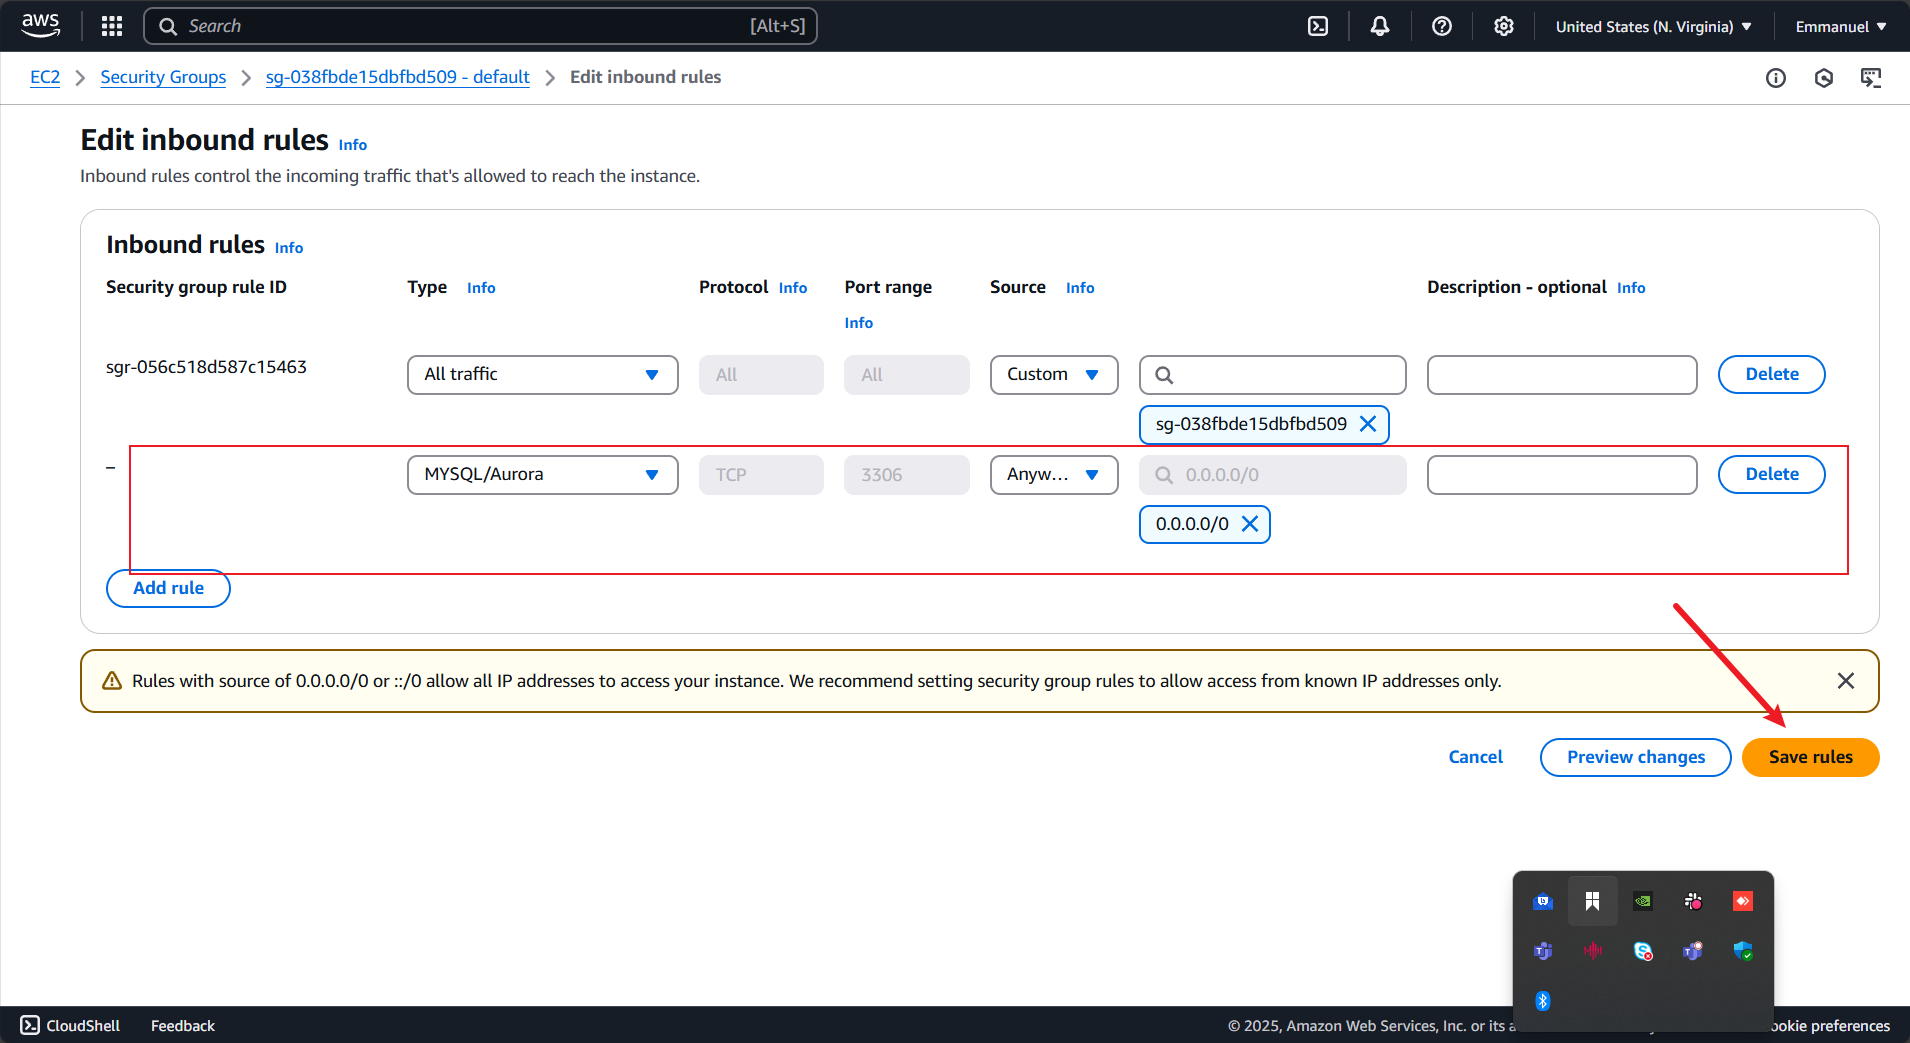 aws Search [Alt+S] United States (N. Virginia) Emmanuel
EC2 Security Groups sg-038fbde15dbfbd509 - default Edit inbound rules
Edit inbound rules Info
Inbound rules control the incoming traffic that's allowed to reach the instance.
Inbound rules Info
Security group rule ID Type Info Protocol Info Port range Source Info Description - optional Info
Info
sgr-056c518d587c15463 All traffic All All Custom Delete
sg-038fbde15dbfbd509
– MYSQL/Aurora TCP 3306 Anyw... 0.0.0.0/0 Delete
0.0.0.0/0
Add rule
Rules with source of 0.0.0.0/0 or ::/0 allow all IP addresses to access your instance. We recommend setting security group rules to allow access from known IP addresses only.
Cancel Preview changes Save rules
CloudShell Feedback © 2025, Amazon Web Services, Inc. or its a ookie preferences